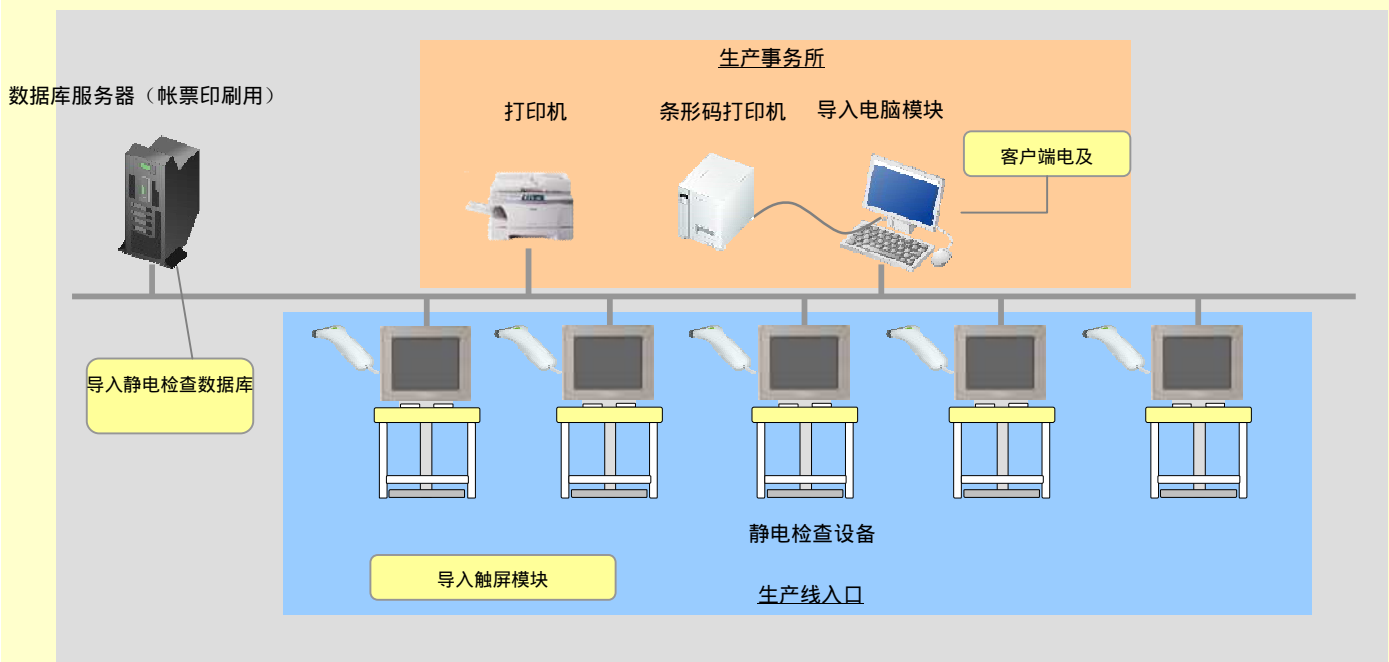 生产事务所
数据库服务器（帐票印刷用）
打印机
条形码打印机
导入电脑模块
客户端电及
导入静电检查数据库
静电检查设备
导入触屏模块
生产线入口